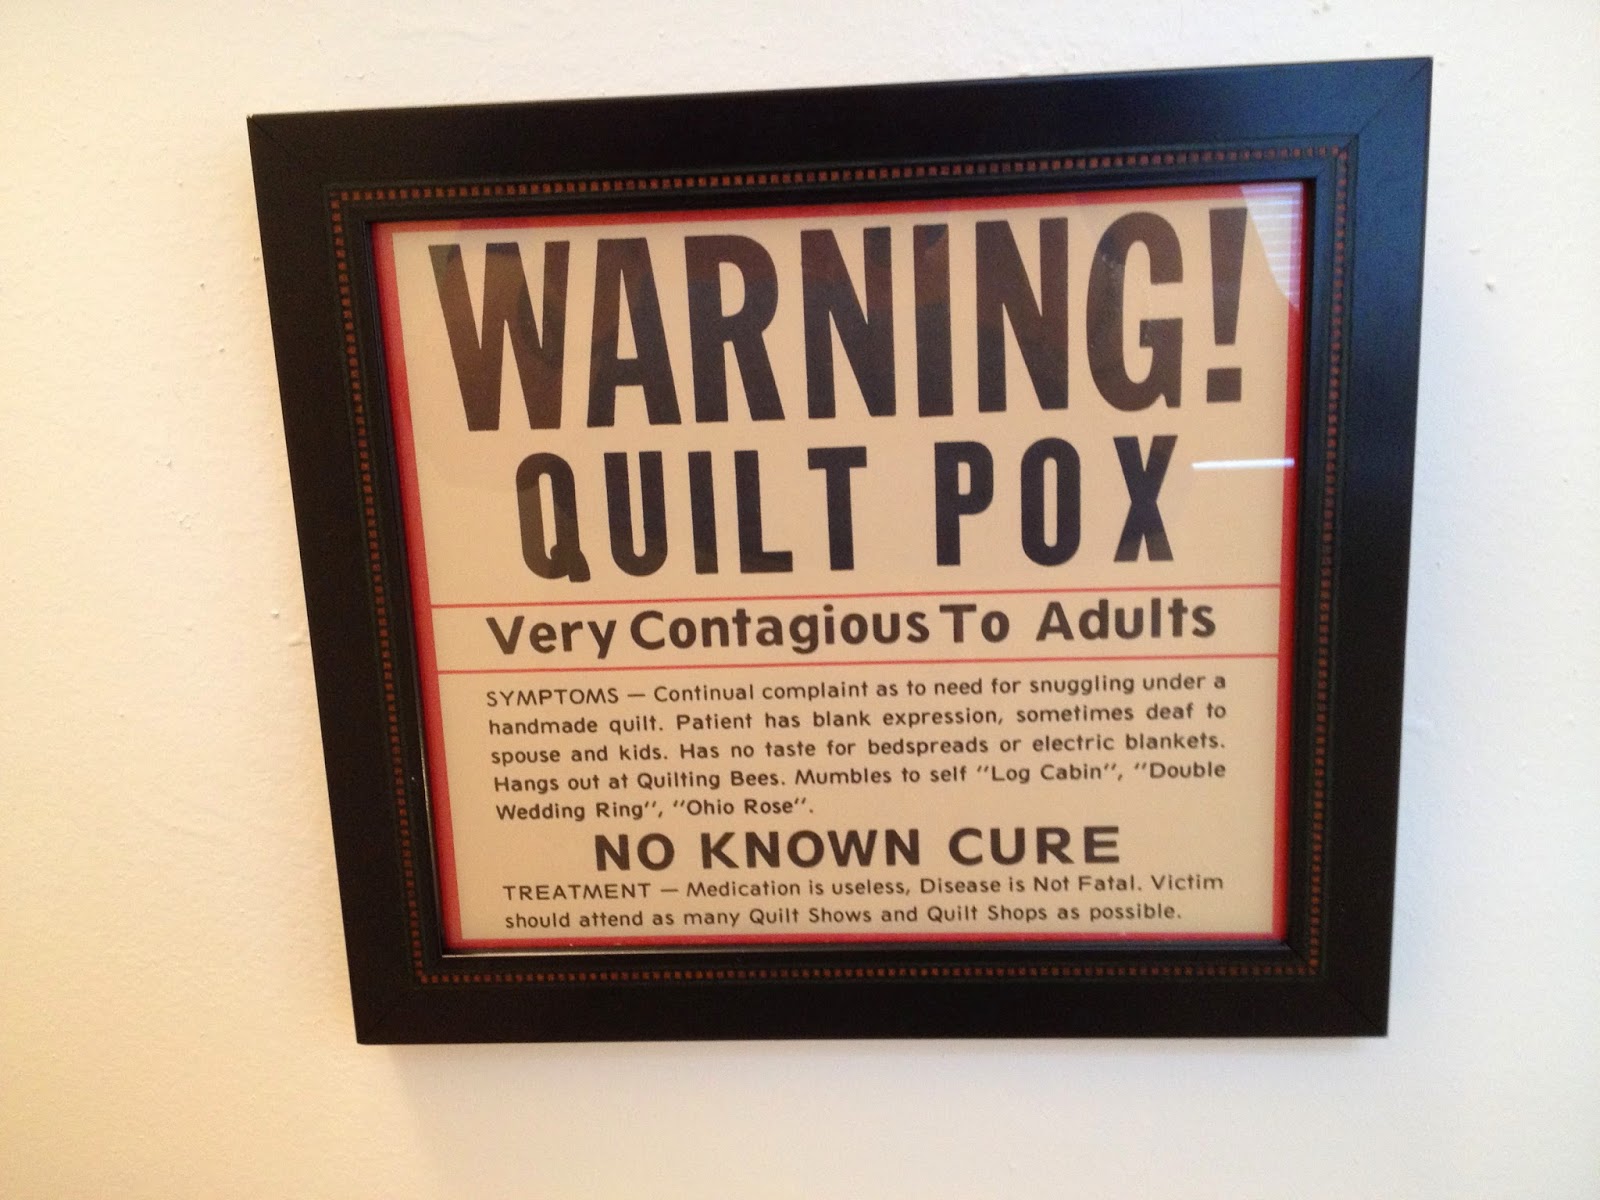 WARNING!
QUILT POX
Very Contagious To Adults
SYMPTOMS — Continual complaint as to need for snuggling under a
handmade quilt. Patient has blank expression, sometimes deaf to
spouse and kids. Has no taste for bedspreads or electric blankets.
Hangs out at Quilting Bees. Mumbles to self "Log Cabin", "Double
Wedding Ring", "Ohio Rose".
NO KNOWN CURE
TREATMENT — Medication is useless, Disease is Not Fatal. Victim
should attend as many Quilt Shows and Quilt Shops as possible.